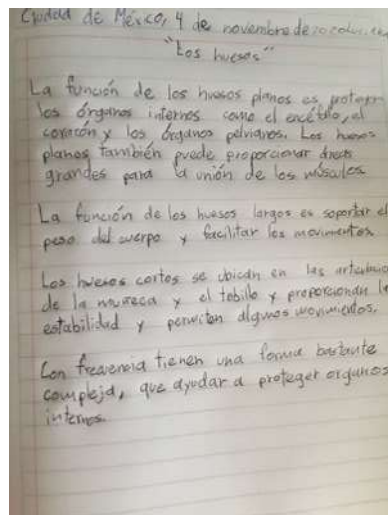 Ciudad de México, 4 de noviembre de
"Los huesos"
La función de los huesos planos es proteger
los órganos internos como el encéfalo, el
corazón y los órganos pelvianos. Los huesos
planos también puede proporcionar áreas
grandes para la unión de los músculos
La función de los huesos largos es soportar el
peso del cuerpo y facilitar los movimientos
Los huesos cortos se ubican en las
de la muñeca y el tobillo y proporcionan
estabilidad y permiten algunos movimientos.
Con frecuencia tienen una forma bastante
compleja, que ayudar a proteger organos
internos.